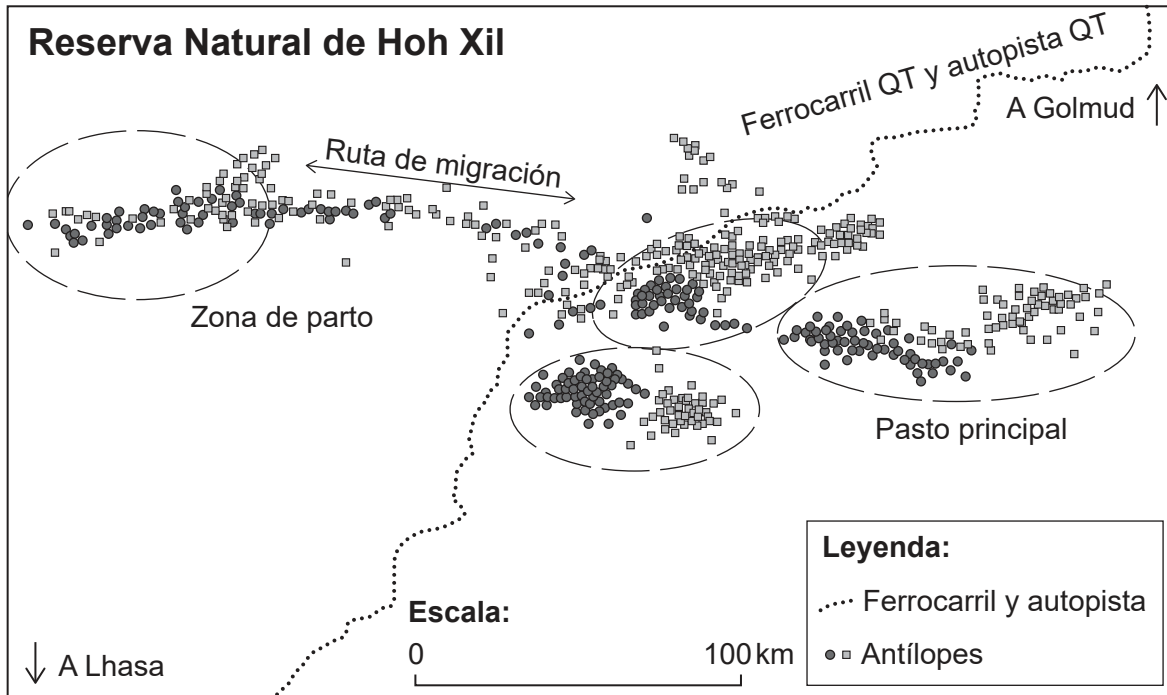 Reserva Natural de Hoh Xil
Ferrocarril QT y autopista QT
A Golmud
Ruta de migración
Zona de parto
Pasto principal
Leyenda:
Ferrocarril y autopista
Antílopes
Escala:
0 100 km
A Lhasa